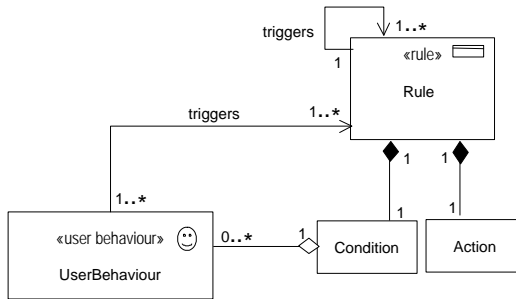 triggers
1..*
1
«rule»
Rule
triggers
1..*
1..*
1
1
1
1
«user behaviour»
UserBehaviour
0..*
1
Condition
Action